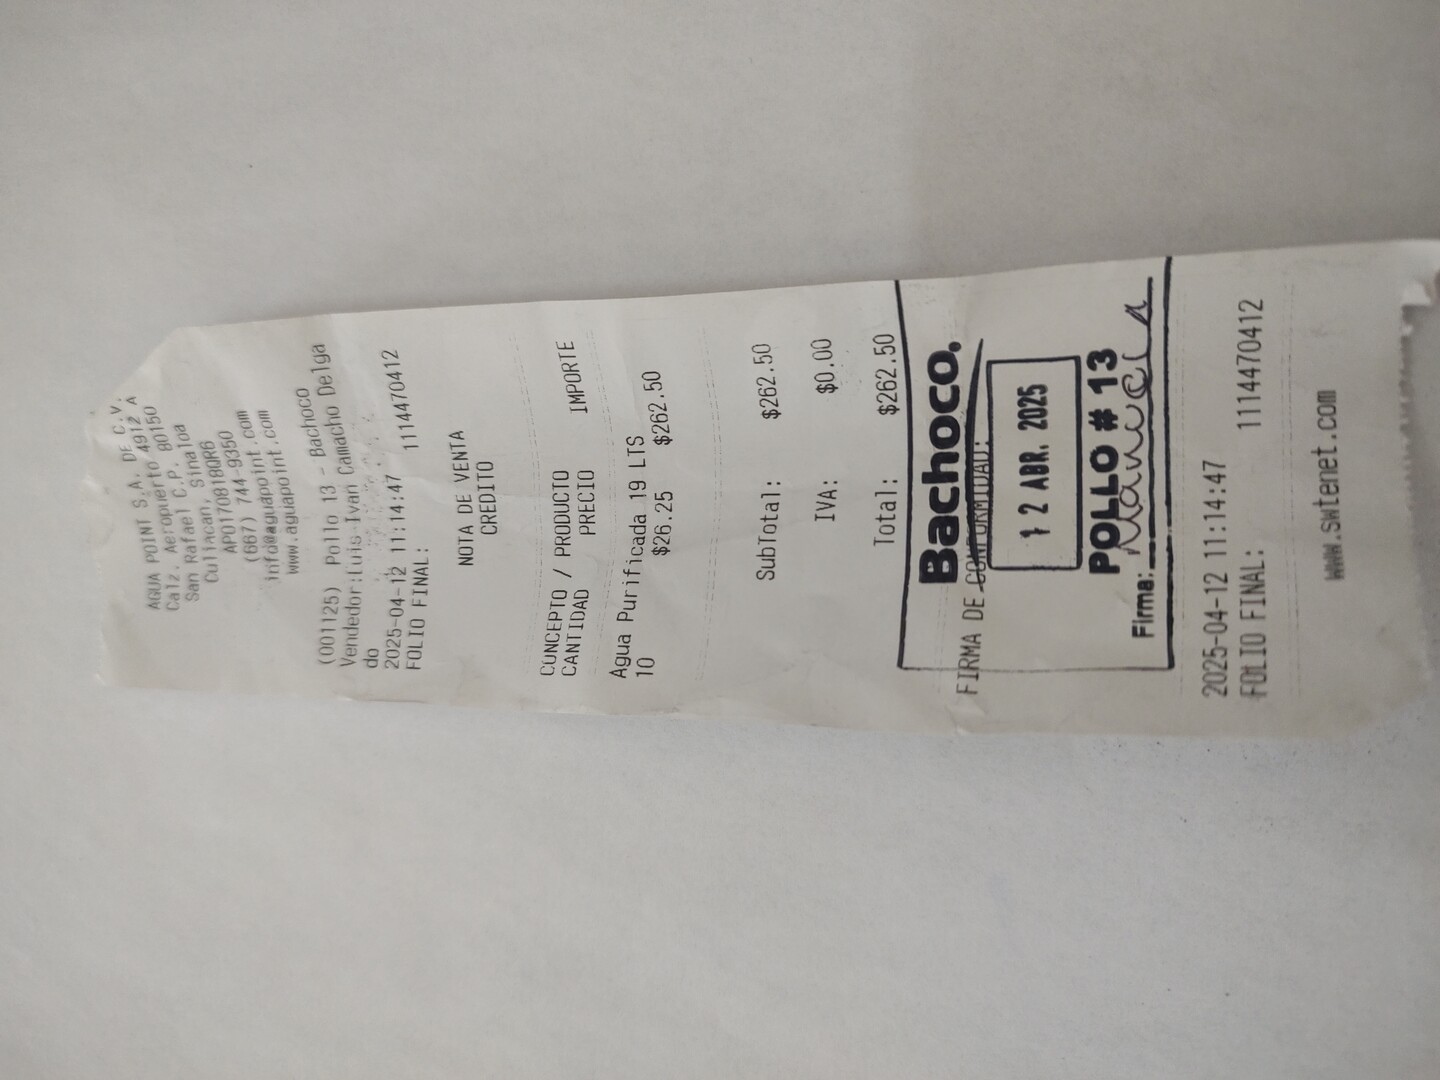 AGUA POINT S.A. DE C.V.
Calz. Aeropuerto 4912 A
San Rafael C.P. 80150
Culiacan, Sinaloa
APO170818QR6
(667) 744-9350
info@aguapoint.com
www.aguapoint.com
(001125) Pollo 13 - Bachoco
Vendedor:Luis Ivan Camacho Delga
do
2025-04-12 11:14:47
FOLIO FINAL: 1114470412
NOTA DE VENTA
CREDITO
CONCEPTO / PRODUCTO
CANTIDAD PRECIO IMPORTE
Agua Purificada 19 LTS
10 $26.25 $262.50
SubTotal: $262.50
IVA: $0.00
Total: $262.50
Bachoco.
FIRMA DE CONFORMIDAD:
12 ABR. 2025
POLLO # 13
Firma:
2025-04-12 11:14:47
FOLIO FINAL: 1114470412
www.swtenet.com